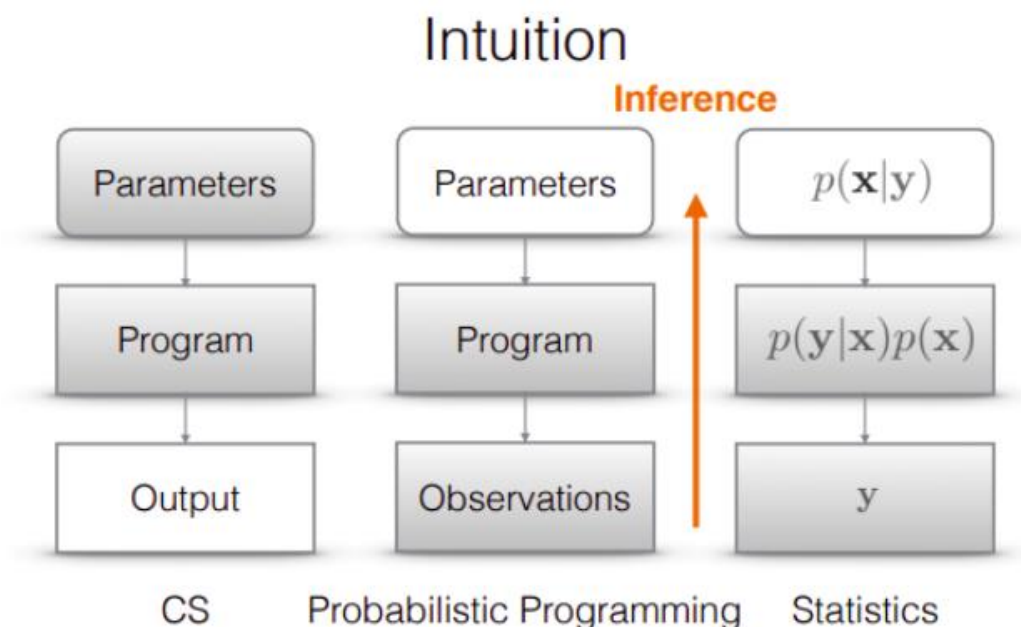 Intuition
Inference
Parameters
Parameters
p(x|y)
Program
Program
p(y|x)p(x)
Output
Observations
y
CS
Probabilistic Programming
Statistics